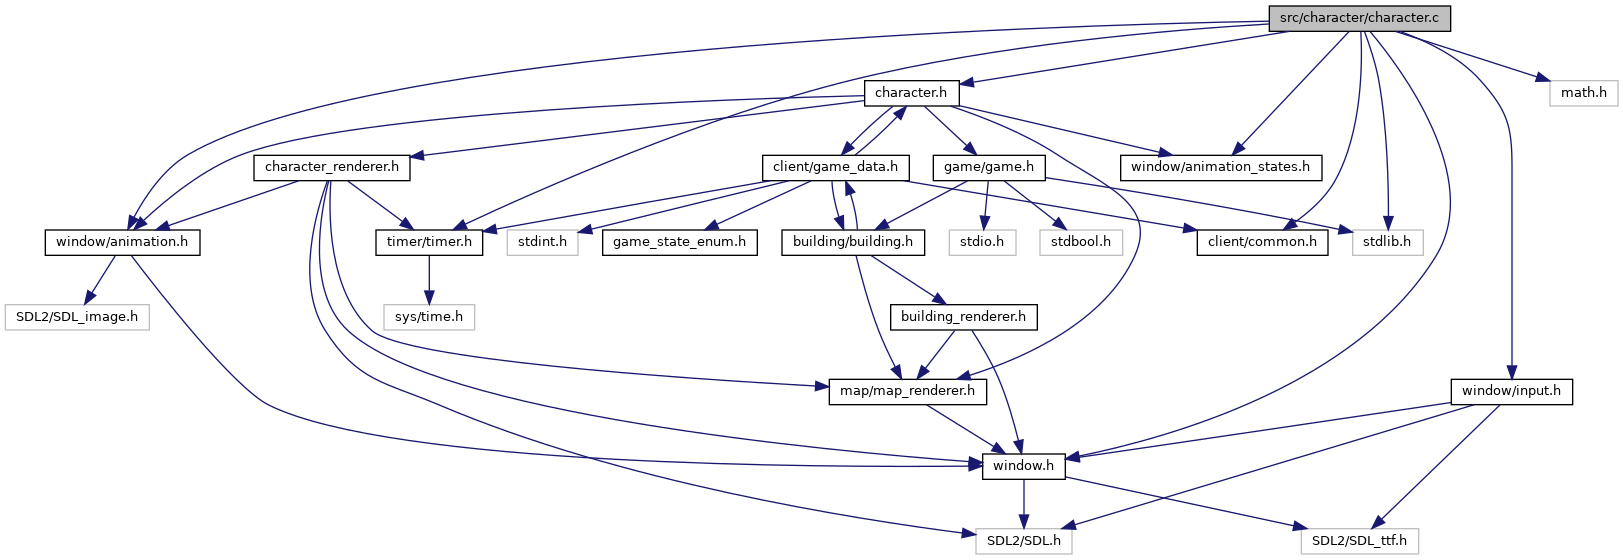 src/character/character.c
character.h
math.h
character_renderer.h
client/game_data.h
game/game.h
window/animation_states.h
window/animation.h
timer/timer.h
stdint.h
game_state_enum.h
building/building.h
stdio.h
stdbool.h
client/common.h
stdlib.h
SDL2/SDL_image.h
sys/time.h
building_renderer.h
map/map_renderer.h
window/input.h
window.h
SDL2/SDL.h
SDL2/SDL_ttf.h